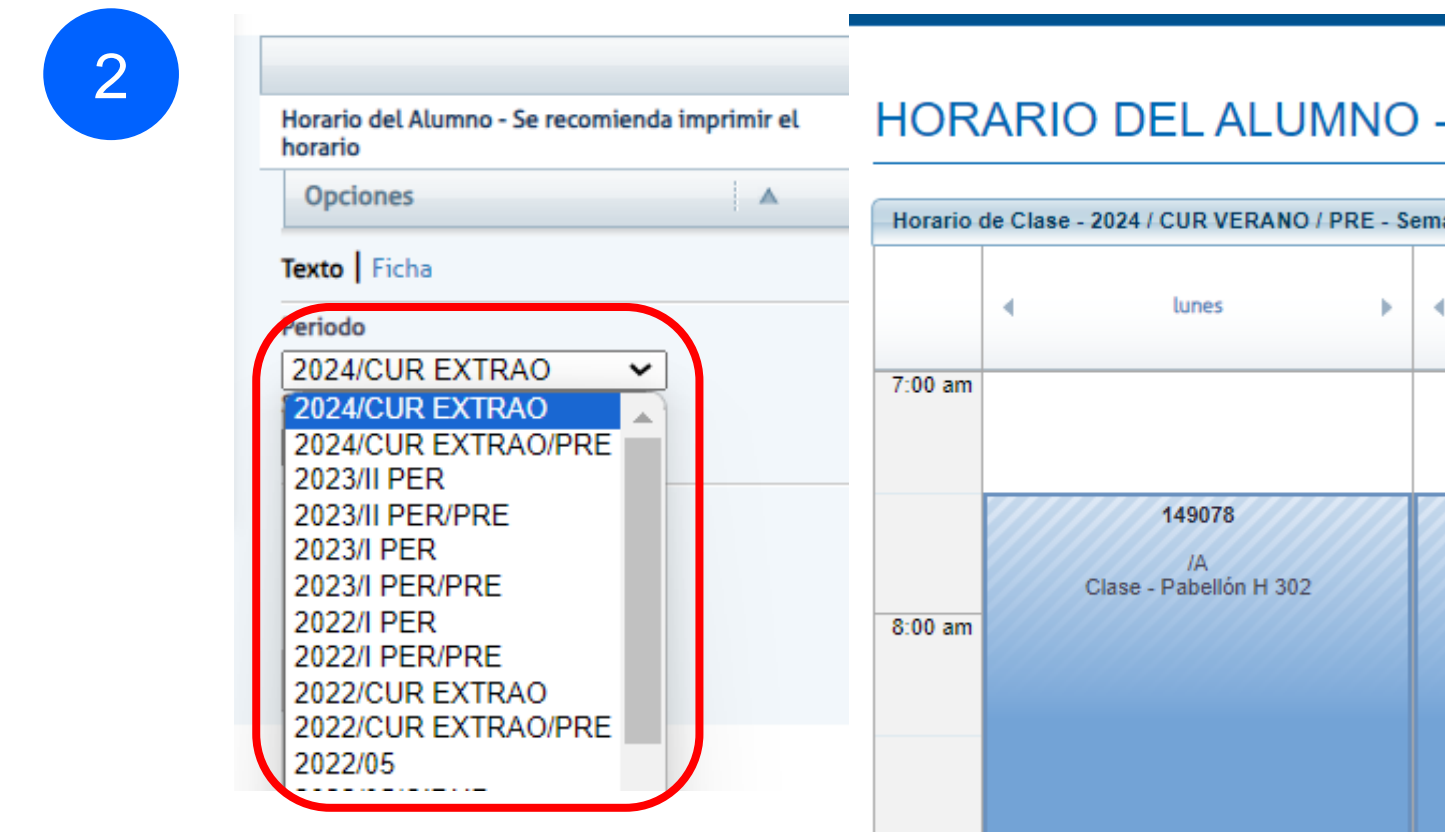 2
Horario del Alumno - Se recomienda imprimir el
horario
Opciones
Texto | Ficha
Periodo
2024/CUR EXTRAO
2024/CUR EXTRAO
2024/CUR EXTRAO/PRE
2023/II PER
2023/II PER/PRE
2023/I PER
2023/I PER/PRE
2022/I PER
2022/I PER/PRE
2022/CUR EXTRAO
2022/CUR EXTRAO/PRE
2022/05
HORARIO DEL ALUMNO -
Horario de Clase - 2024 / CUR VERANO / PRE - Sema
lunes
7:00 am
149078
/A
Clase - Pabellón H 302
8:00 am